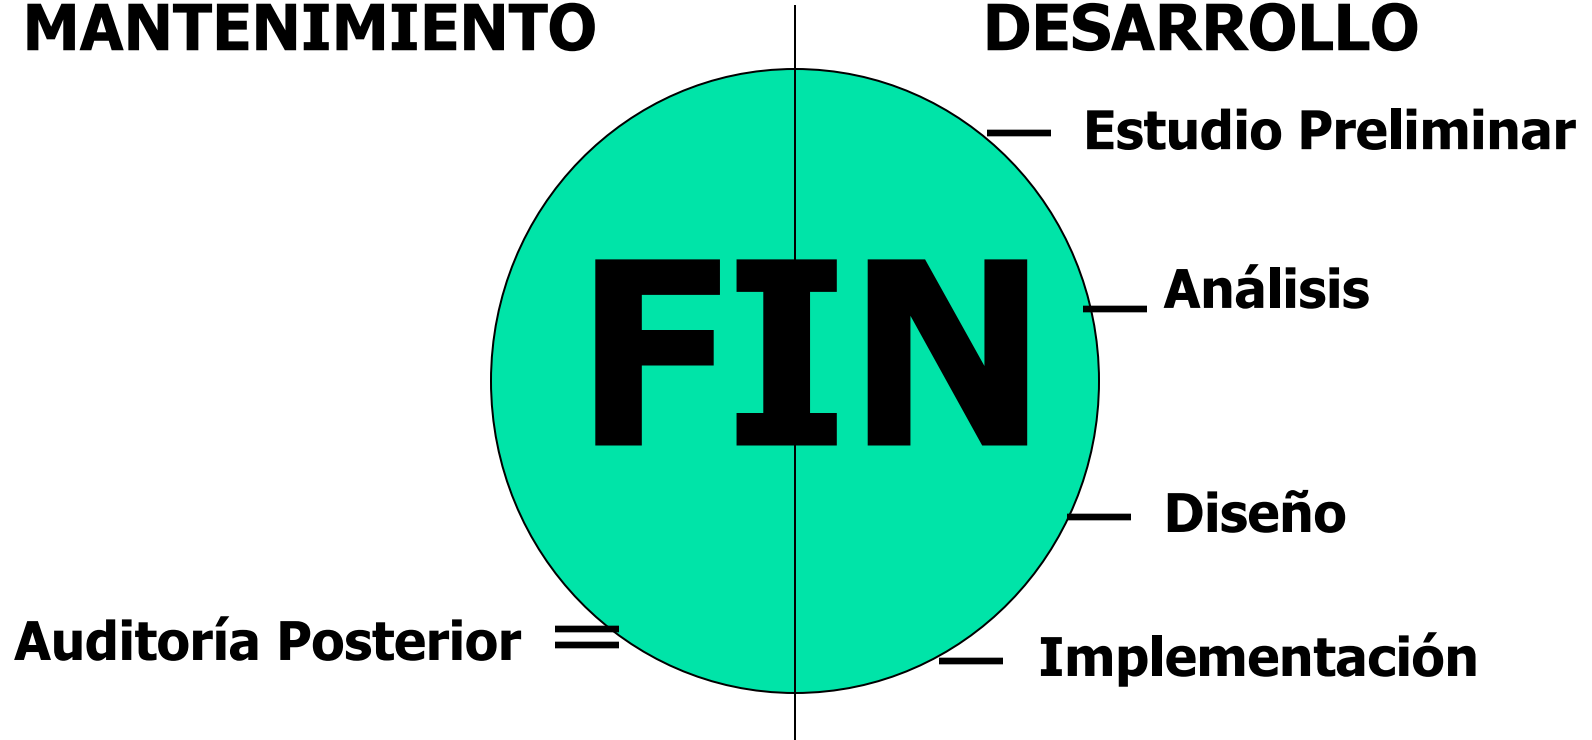 MANTENIMIENTO
DESARROLLO
Estudio Preliminar
Análisis
FIN
Diseño
Auditoría Posterior
Implementación